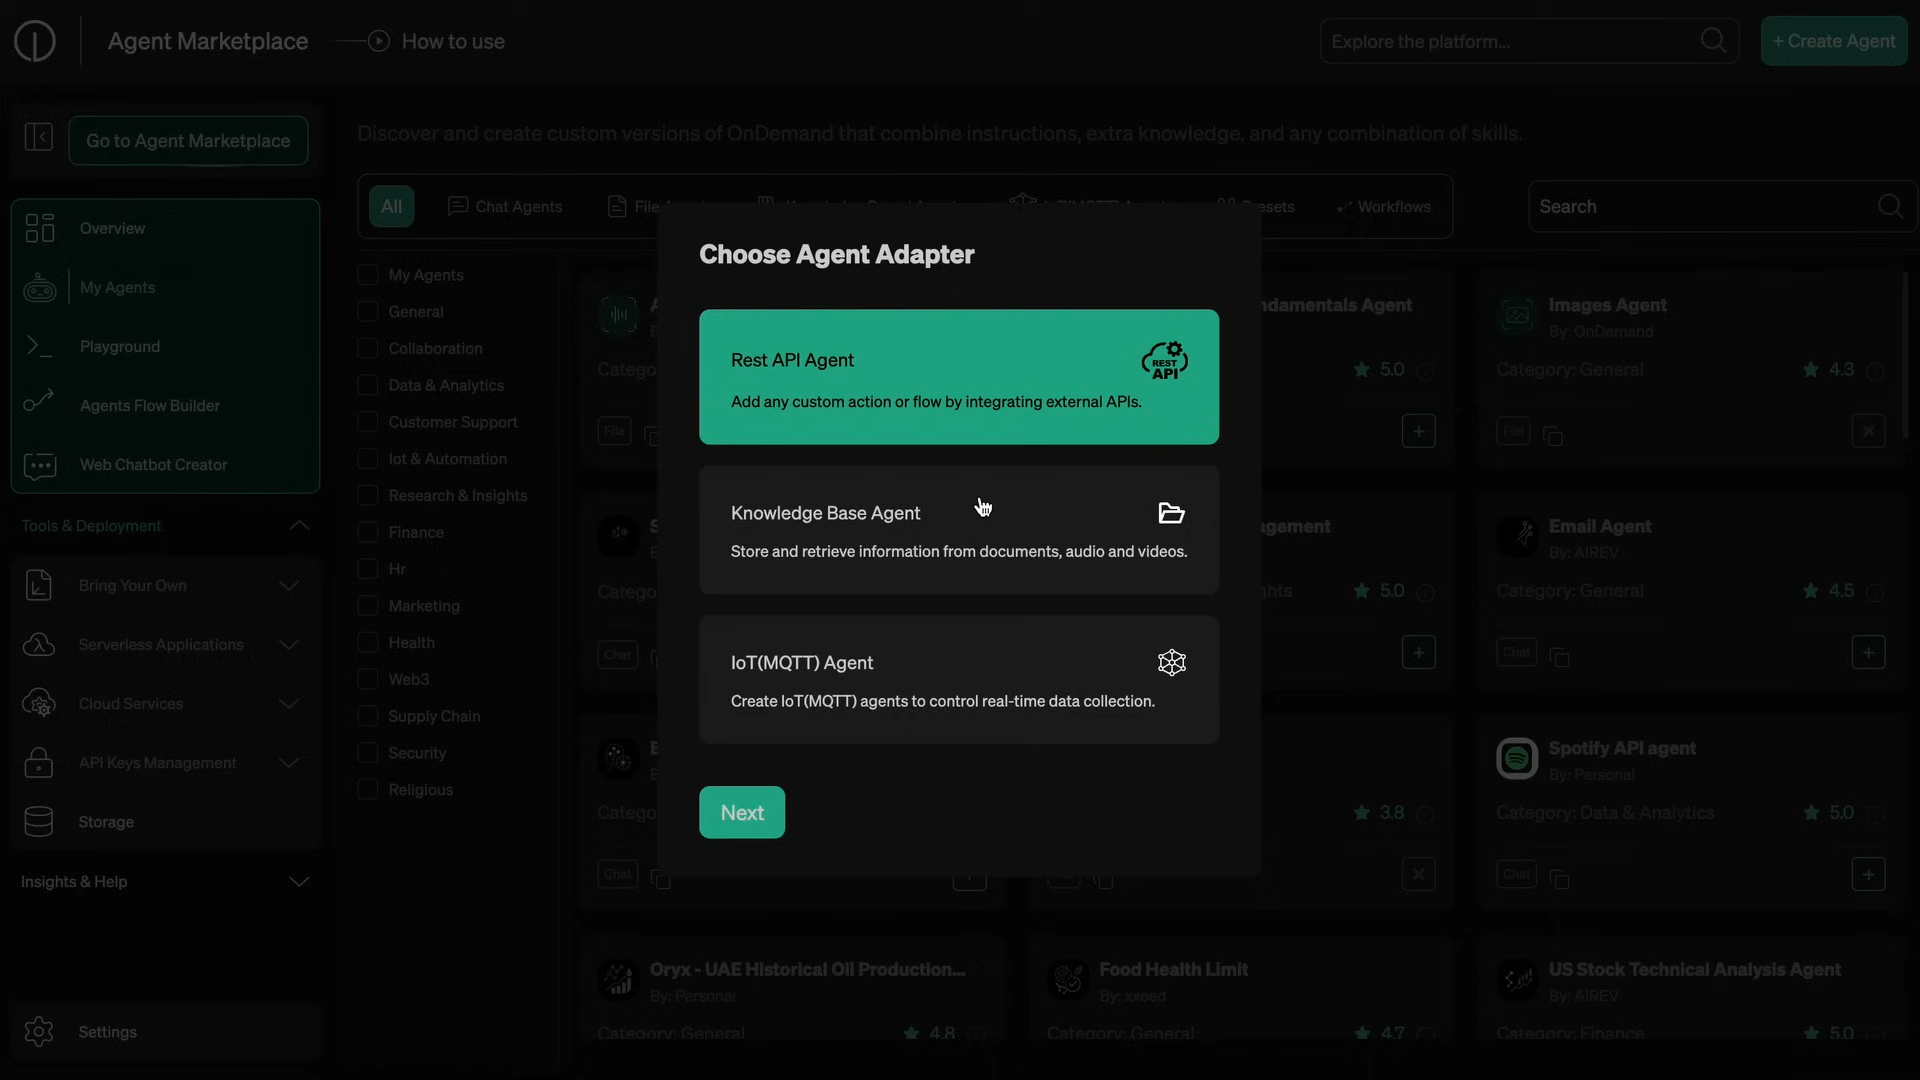 Agent Marketplace
How to use
Explore the platform...
+ Create Agent
Go to Agent Marketplace
Discover and create custom versions of OnDemand that combine instructions, extra knowledge, and any combination of skills.
All
Chat Agents
Workflows
Search
Overview
My Agents
Playground
Agents Flow Builder
Web Chatbot Creator
Tools & Deployment
Bring Your Own
Serverless Applications
Cloud Services
API Keys Management
Storage
Insights & Help
Settings
My Agents
General
Collaboration
Data & Analytics
Customer Support
Iot & Automation
Research & Insights
Finance
Hr
Marketing
Health
Web3
Supply Chain
Security
Religious
Choose Agent Adapter
Rest API Agent
REST
API
Add any custom action or flow by integrating external APIs.
Knowledge Base Agent
Store and retrieve information from documents, audio and videos.
IoT(MQTT) Agent
Create IoT(MQTT) agents to control real-time data collection.
Next
File
5.0
Images Agent
By: OnDemand
Category: General
4.3
File
Chat
5.0
Email Agent
By: AIREV
Category: General
4.5
Chat
Chat
3.8
Spotify API agent
By: Personal
Category: Data & Analytics
5.0
Chat
Oryx - UAE Historical Oil Production...
By: Personal
Category: General
4.8
Food Health Limit
By: xxeed
Category: General
4.7
US Stock Technical Analysis Agent
By: AIREV
Category: Finance
5.0